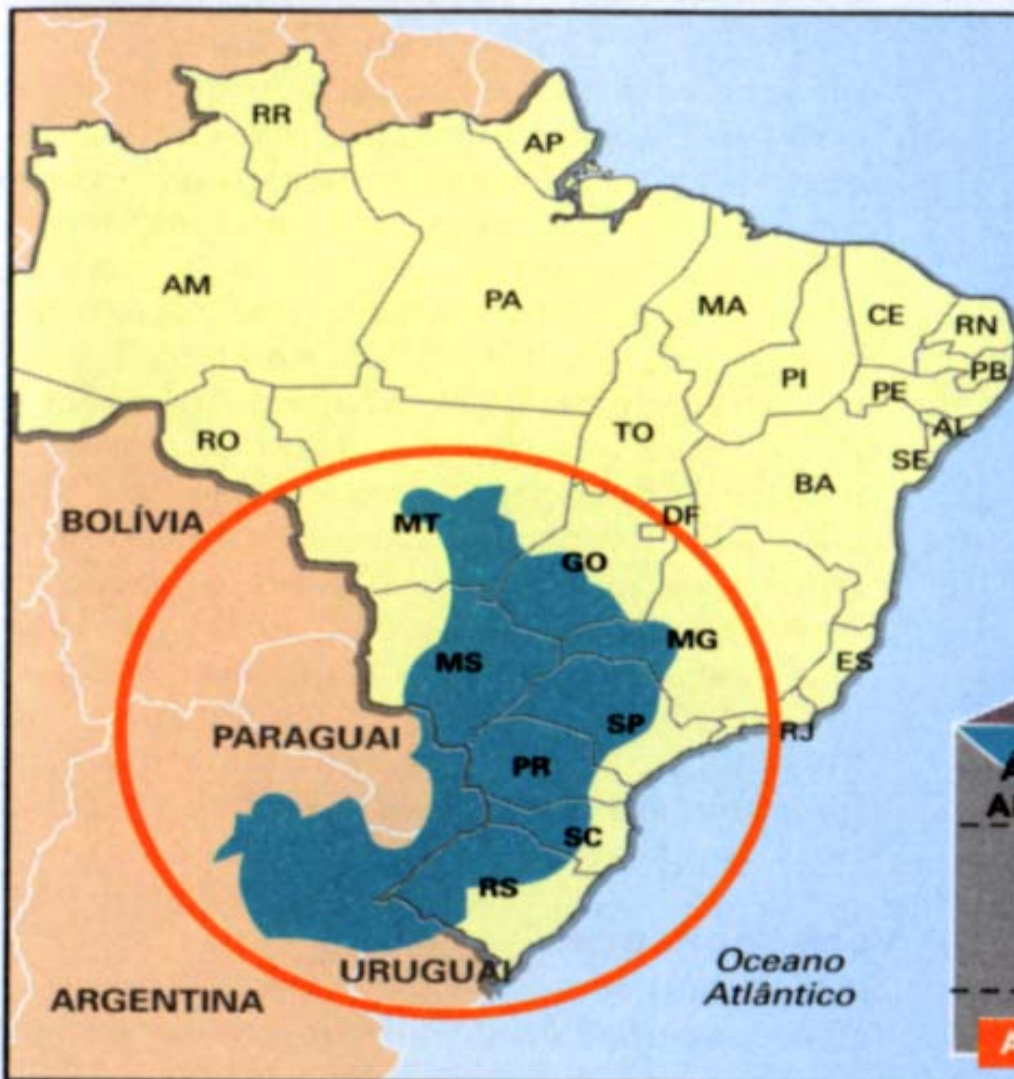 RR
AP
AM
PA
MA
CE
RN
PB
PI
PE
AL
SE
RO
TO
BA
BOLÍVIA
MT
DF
GO
MS
MG
ES
SP
RJ
PARAGUAI
PR
SC
RS
URUGUAI
Oceano
Atlântico
ARGENTINA